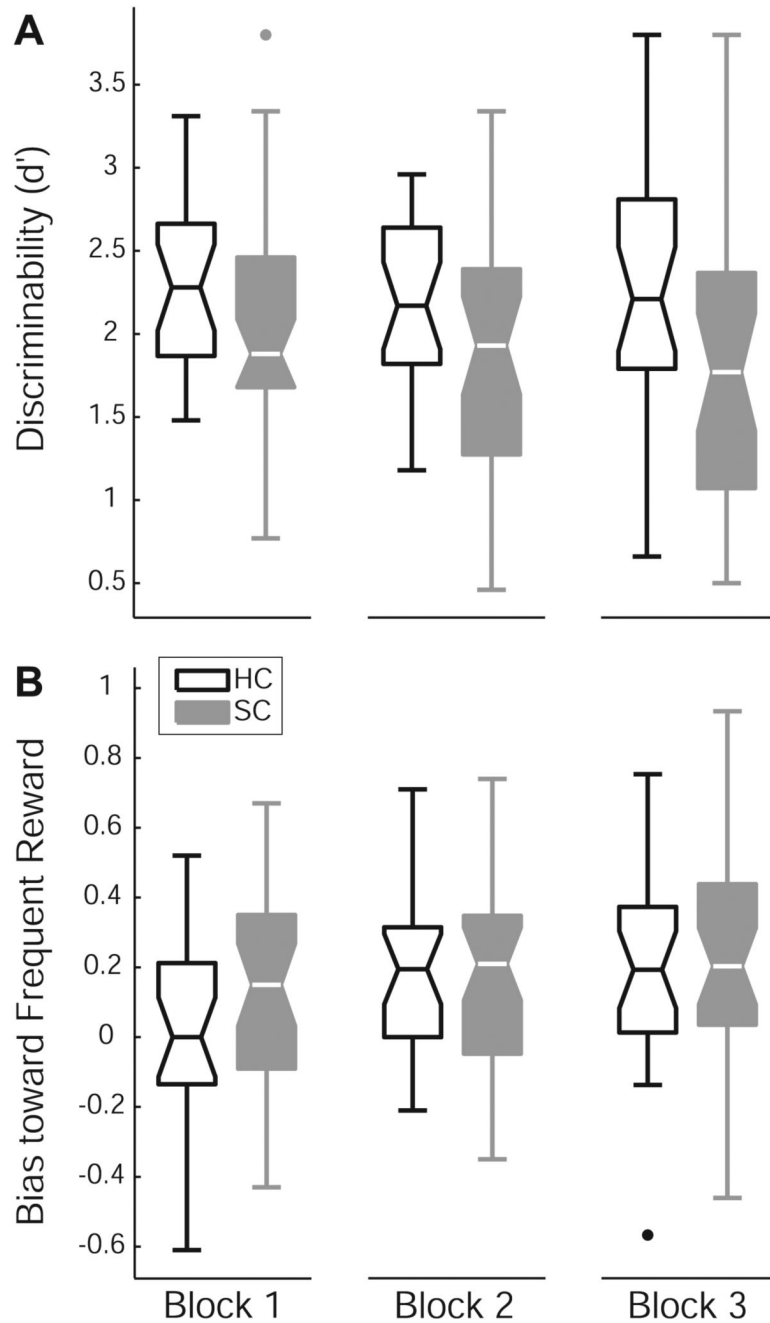 A
Discriminability (d')
3.5
3
2.5
2
1.5
1
0.5
B
Bias toward Frequent Reward
HC
SC
1
0.8
0.6
0.4
0.2
0
-0.2
-0.4
-0.6
Block 1
Block 2
Block 3